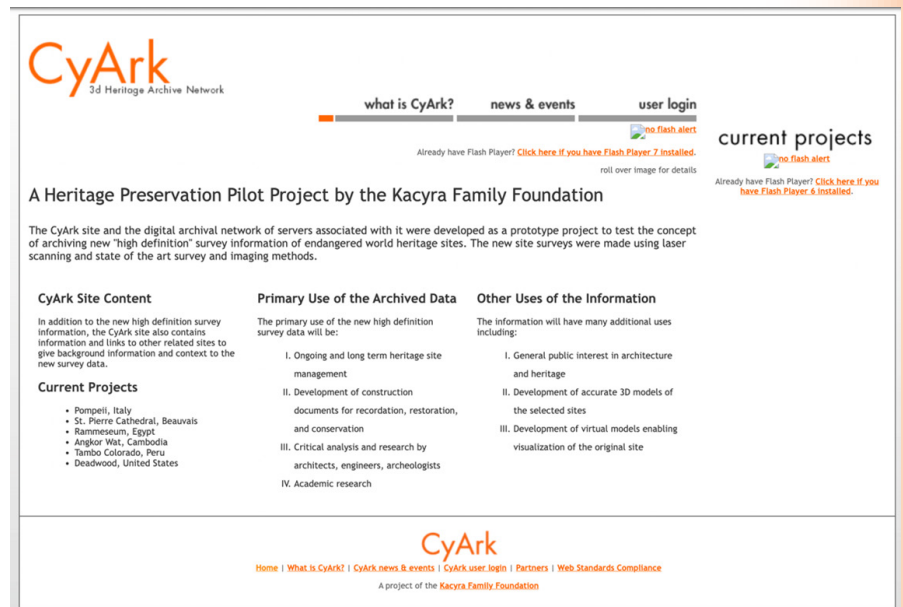 CyArk
3d Heritage Archive Network
what is CyArk? news & events user login
no flash alert
Already have Flash Player? Click here if you have Flash Player 7 installed.
roll over image for details
current projects
no flash alert
Already have Flash Player? Click here if you
have Flash Player 6 installed.
A Heritage Preservation Pilot Project by the Kacyra Family Foundation
The CyArk site and the digital archival network of servers associated with it were developed as a prototype project to test the concept
of archiving new "high definition" survey information of endangered world heritage sites. The new site surveys were made using laser
scanning and state of the art survey and imaging methods.
CyArk Site Content
In addition to the new high definition survey
information, the CyArk site also contains
information and links to other related sites to
give background information and context to the
new survey data.
Current Projects
• Pompeii, Italy
• St. Pierre Cathedral, Beauvais
• Rammeseum, Egypt
• Angkor Wat, Cambodia
• Tambo Colorado, Peru
• Deadwood, United States
Primary Use of the Archived Data
The primary use of the new high definition
survey data will be:
I. Ongoing and long term heritage site
management
II. Development of construction
documents for recordation, restoration,
and conservation
III. Critical analysis and research by
architects, engineers, archeologists
IV. Academic research
Other Uses of the Information
The information will have many additional uses
including:
I. General public interest in architecture
and heritage
II. Development of accurate 3D models of
the selected sites
III. Development of virtual models enabling
visualization of the original site
CyArk
Home | What is CyArk? | CyArk news & events | CyArk user login | Partners | Web Standards Compliance
A project of the Kacyra Family Foundation